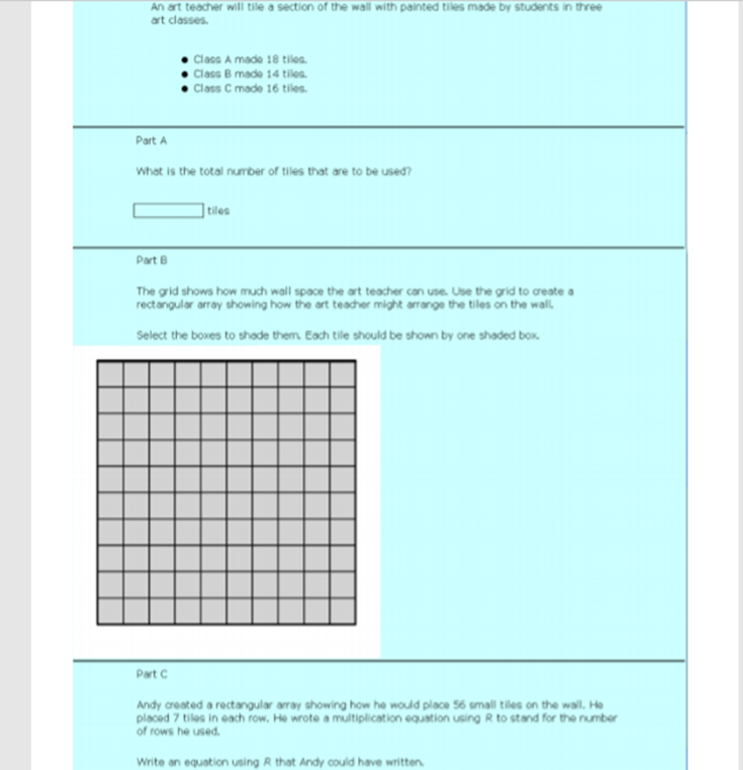 An art teacher will tile a section of the wall with painted tiles made by students in three
art classes.
● Class A made 18 tiles.
● Class B made 14 tiles.
● Class C made 16 tiles.
Part A
What is the total number of tiles that are to be used?
tiles
Part B
The grid shows how much wall space the art teacher can use. Use the grid to create a
rectangular array showing how the art teacher might arrange the tiles on the wall.
Select the boxes to shade them. Each tile should be shown by one shaded box.
Part C
Andy created a rectangular array showing how he would place 56 small tiles on the wall. He
placed 7 tiles in each row. He wrote a multiplication equation using R to stand for the number
of rows he used.
Write an equation using R that Andy could have written.